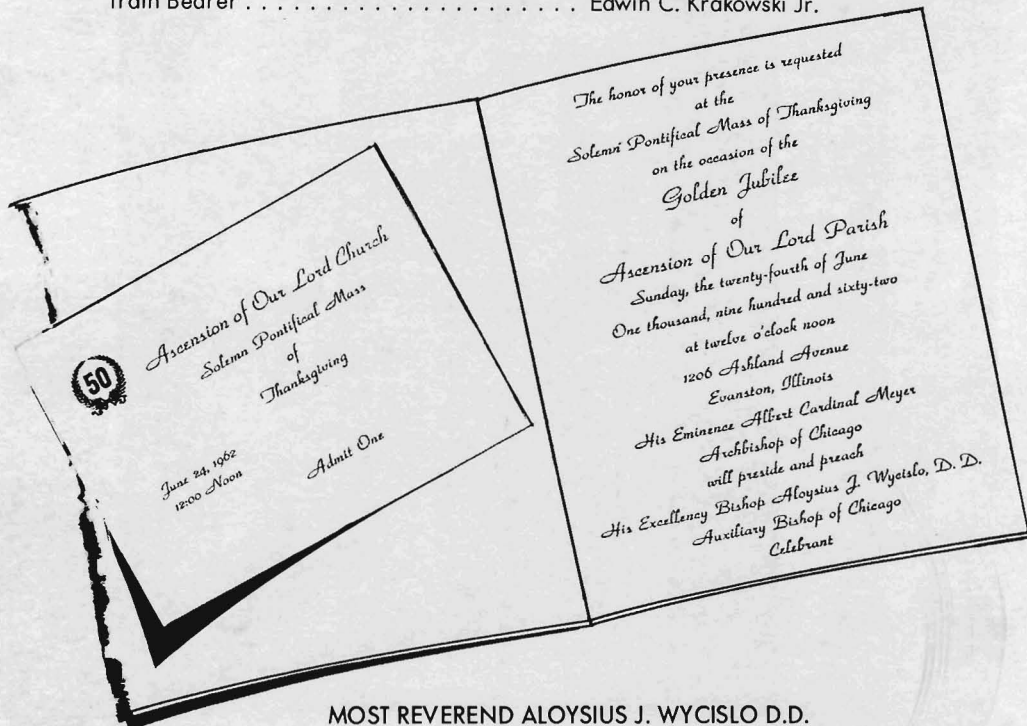 Train Bearer . . . . . . . . . . . . . . . . . . . . . . . Edwin C. Krakowski Jr.
50
Ascension of Our Lord Church
Solemn Pontifical Mass
of
Thanksgiving
June 24, 1962
12:00 Noon
Admit One
The honor of your presence is requested
at the
Solemn Pontifical Mass of Thanksgiving
on the occasion of the
Golden Jubilee
of
Ascension of Our Lord Parish
Sunday, the twenty-fourth of June
One thousand, nine hundred and sixty-two
at twelve o'clock noon
1206 Ashland Avenue
Evanston, Illinois
His Eminence Albert Cardinal Meyer
Archbishop of Chicago
will preside and preach
His Excellency Bishop Aloysius J. Wycislo, D. D.
Auxiliary Bishop of Chicago
Celebrant
MOST REVEREND ALOYSIUS J. WYCISLO D.D.